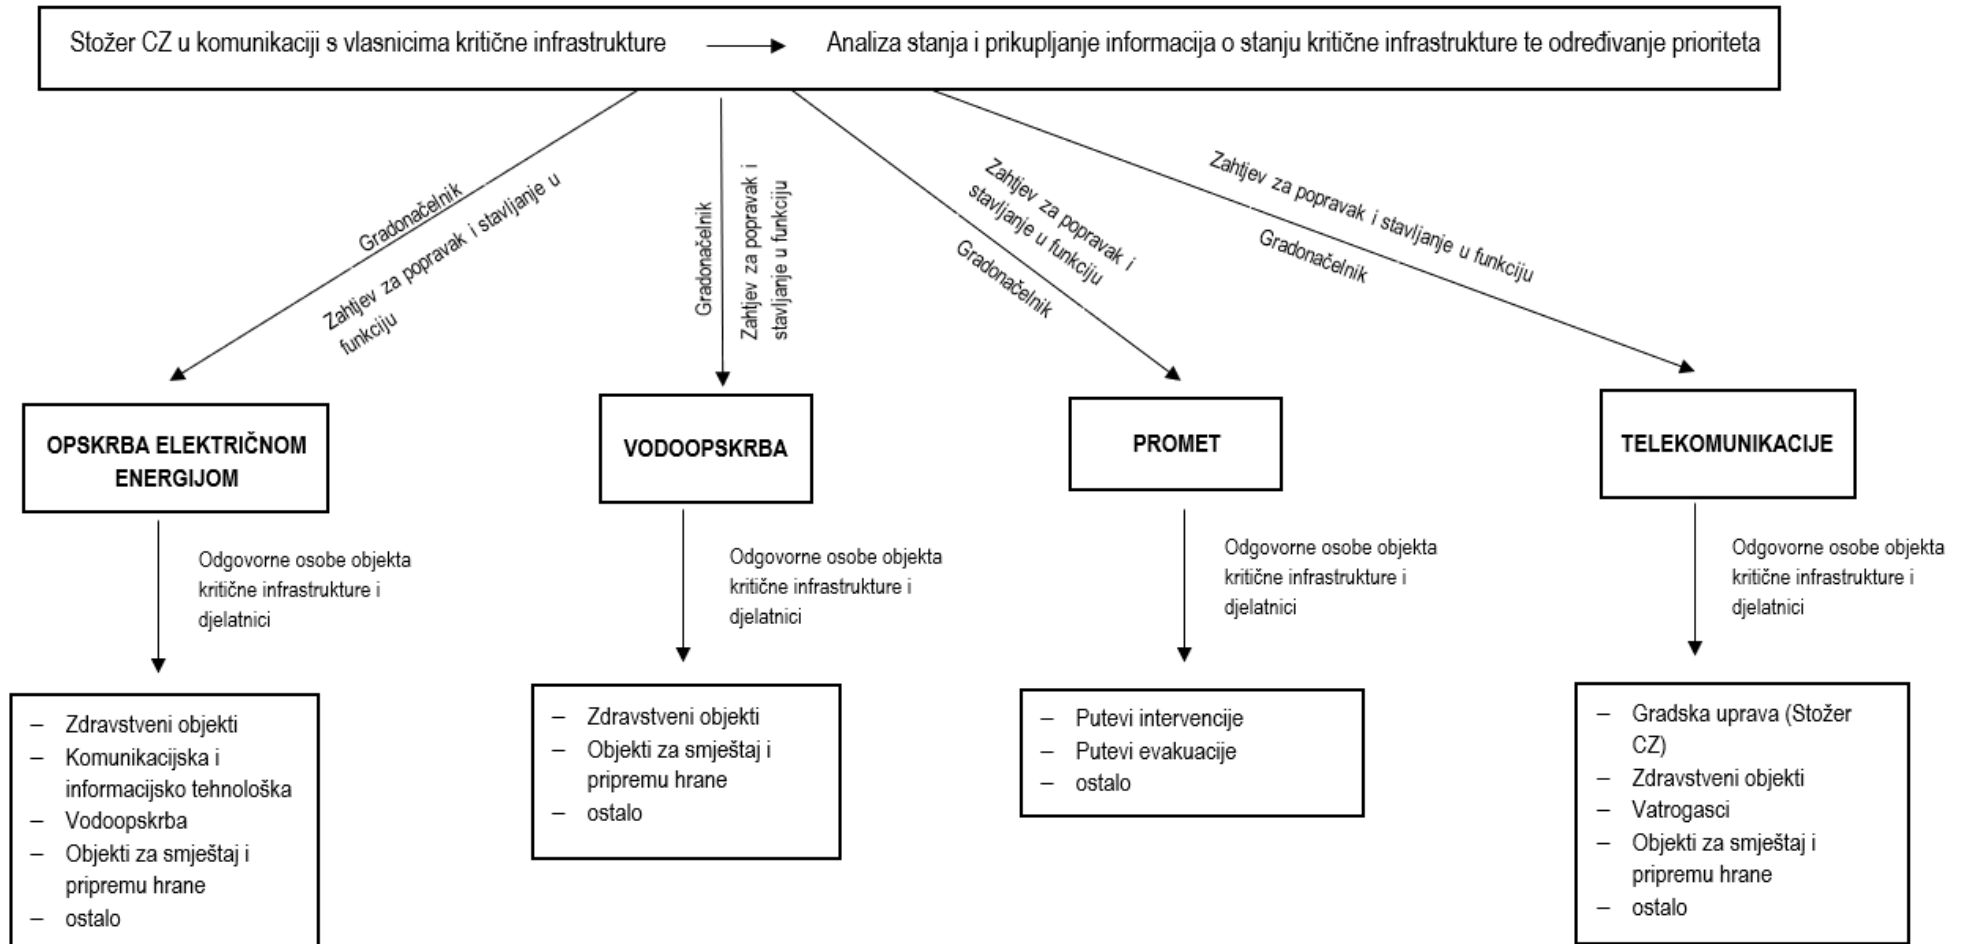 Stožer CZ u komunikaciji s vlasnicima kritične infrastrukture
Analiza stanja i prikupljanje informacija o stanju kritične infrastrukture te određivanje prioriteta
Gradonačelnik
Zahtjev za popravak i stavljanje u
funkciju
Gradonačelnik
Zahtjev za popravak i
stavljanje u funkciju
Zahtjev za popravak i
stavljanje u funkciju
Gradonačelnik
Zahtjev za popravak i stavljanje u funkciju
Gradonačelnik
OPSKRBA ELEKTRIČNOM
ENERGIJOM
VODOOPSKRBA
PROMET
TELEKOMUNIKACIJE
Odgovorne osobe objekta
kritične infrastrukture i
djelatnici
Odgovorne osobe objekta
kritične infrastrukture i
djelatnici
Odgovorne osobe objekta
kritične infrastrukture i
djelatnici
Odgovorne osobe objekta
kritične infrastrukture i
djelatnici
– Zdravstveni objekti
– Komunikacijska i
informacijsko tehnološka
– Vodoopskrba
– Objekti za smještaj i
pripremu hrane
– ostalo
– Zdravstveni objekti
– Objekti za smještaj i
pripremu hrane
– ostalo
– Putevi intervencije
– Putevi evakuacije
– ostalo
– Gradska uprava (Stožer
CZ)
– Zdravstveni objekti
– Vatrogasci
– Objekti za smještaj i
pripremu hrane
– ostalo